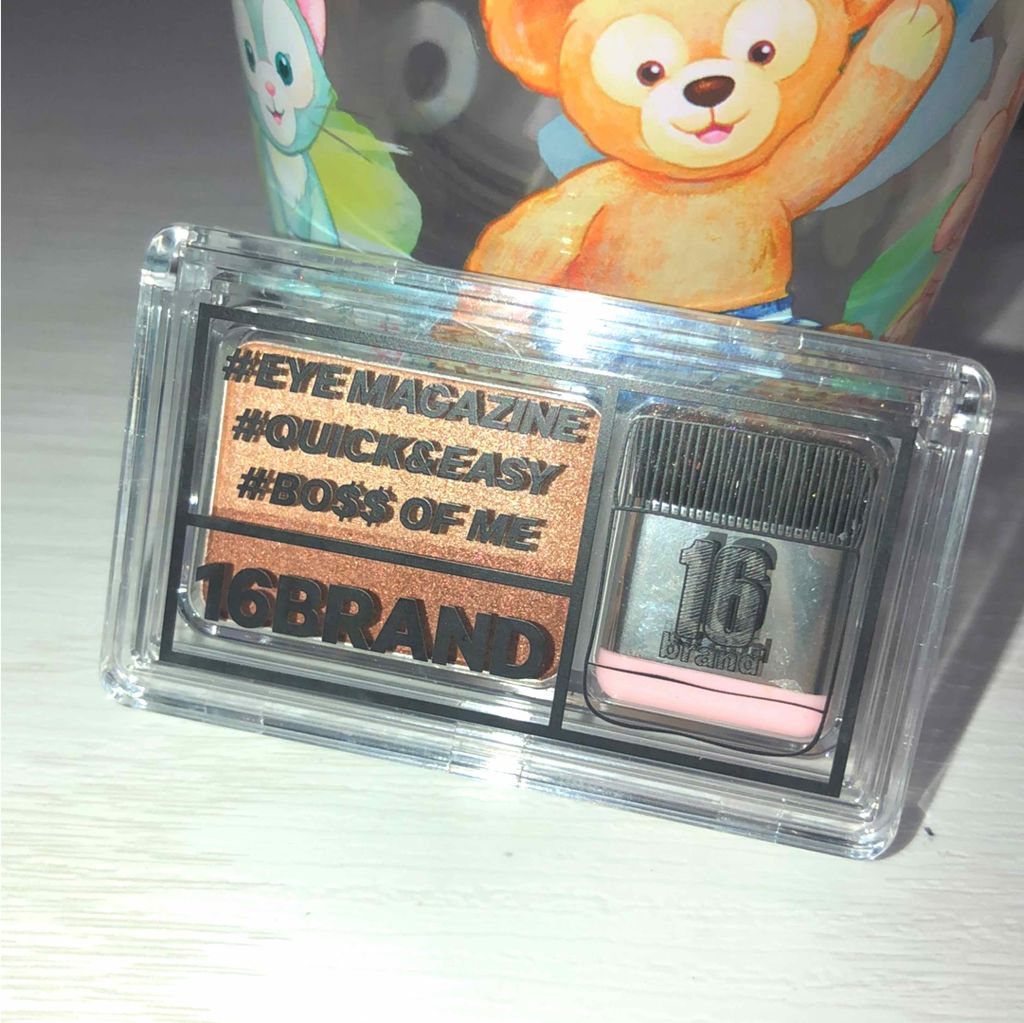 #EYE MAGAZINE
#QUICK&EASY
#BO$$ OF ME
16BRAND
16
brand